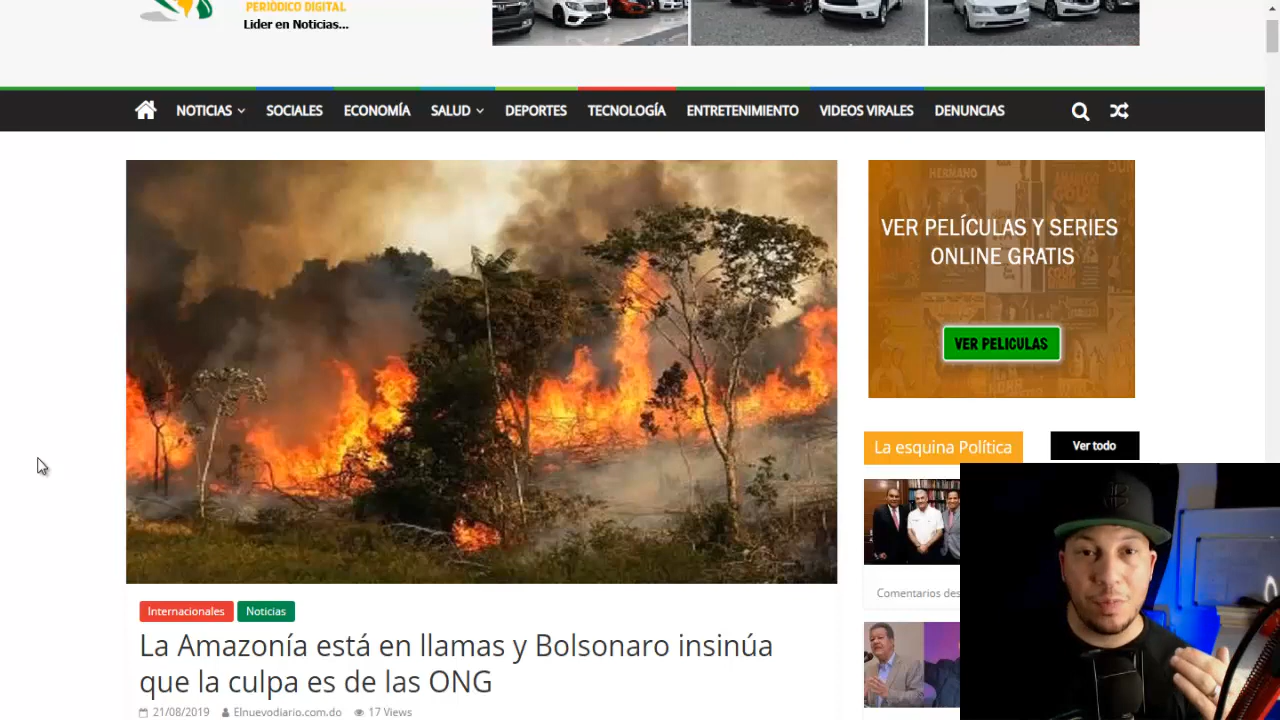 PERIÓDICO DIGITAL
Lider en Noticias...
NOTICIAS
SOCIALES
ECONOMÍA
SALUD
DEPORTES
TECNOLOGÍA
ENTRETENIMIENTO
VIDEOS VIRALES
DENUNCIAS
HERMANO
VER PELÍCULAS Y SERIES
ONLINE GRATIS
VER PELICULAS
La esquina Política
Ver todo
Comentarios des
Internacionales
Noticias
La Amazonía está en llamas y Bolsonaro insinúa
que la culpa es de las ONG
21/08/2019 Elnuevodiario.com.do 17 Views